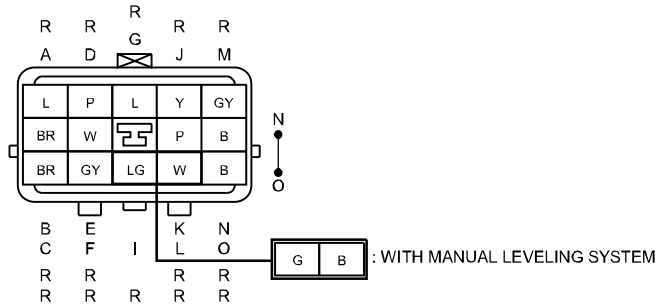 R
R R G R R
A D J M
L P L Y GY
BR W P B
BR GY LG W B
N
O
B E K N
C F I L O
R R R R
R R R R R
G B : WITH MANUAL LEVELING SYSTEM